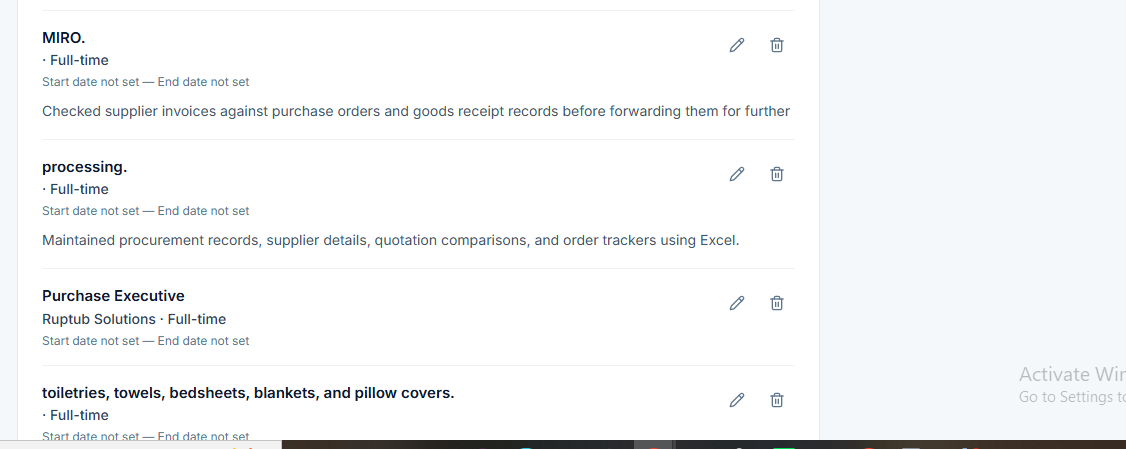 MIRO.
· Full-time
Start date not set — End date not set
Checked supplier invoices against purchase orders and goods receipt records before forwarding them for further
processing.
· Full-time
Start date not set — End date not set
Maintained procurement records, supplier details, quotation comparisons, and order trackers using Excel.
Purchase Executive
Ruptub Solutions · Full-time
Start date not set — End date not set
toiletries, towels, bedsheets, blankets, and pillow covers.
· Full-time
Start date not set — End date not set
Activate
Go to Settings